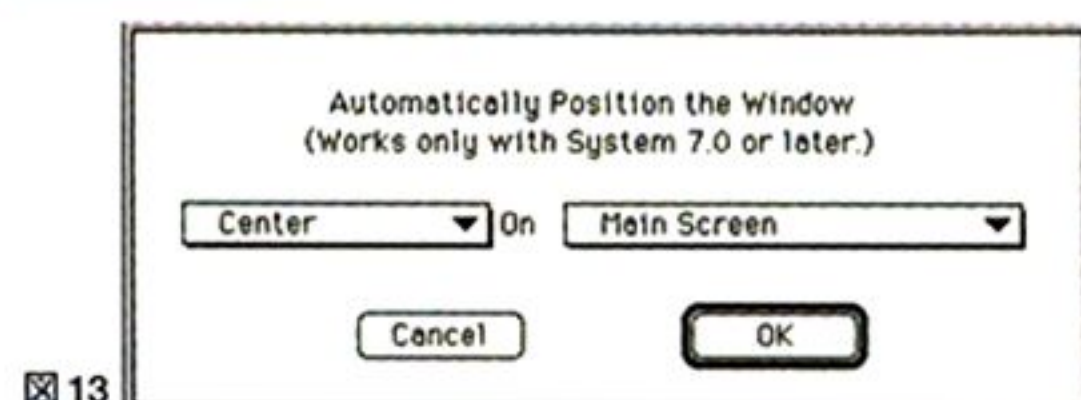 Automatically Position the Window
(Works only with System 7.0 or later.)
Center On Main Screen
Cancel OK
図13